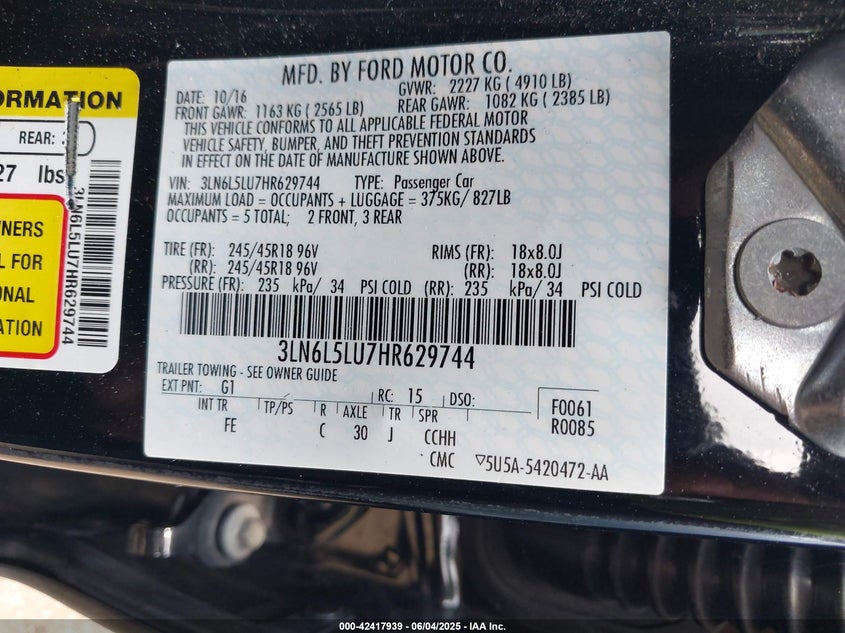 ORMATION
REAR:
27 lbs
WNERS
L FOR
ONAL
ATION
3LN6L5LU7HR629744
MFD. BY FORD MOTOR CO.
DATE: 10/16 GVWR: 2227 KG ( 4910 LB)
FRONT GAWR: 1163 KG ( 2565 LB) REAR GAWR: 1082 KG ( 2385 LB)
THIS VEHICLE CONFORMS TO ALL APPLICABLE FEDERAL MOTOR
VEHICLE SAFETY, BUMPER, AND THEFT PREVENTION STANDARDS
IN EFFECT ON THE DATE OF MANUFACTURE SHOWN ABOVE.
VIN: 3LN6L5LU7HR629744 TYPE: Passenger Car
MAXIMUM LOAD = OCCUPANTS + LUGGAGE = 375KG/ 827LB
OCCUPANTS = 5 TOTAL; 2 FRONT, 3 REAR
TIRE (FR): 245/45R18 96V RIMS (FR): 18x8.0J
(RR): 245/45R18 96V (RR): 18x8.0J
PRESSURE (FR): 235 kPa/ 34 PSI COLD (RR): 235 kPa/ 34 PSI COLD
3LN6L5LU7HR629744
TRAILER TOWING - SEE OWNER GUIDE
EXT PNT: G1 RC: 15 DSO: F0061
INT TR TP/PS R AXLE TR SPR R0085
FE C 30 J CCHH
CMC ▽5U5A-5420472-AA
000-42417939 - 06/04/2025 - IAA Inc.